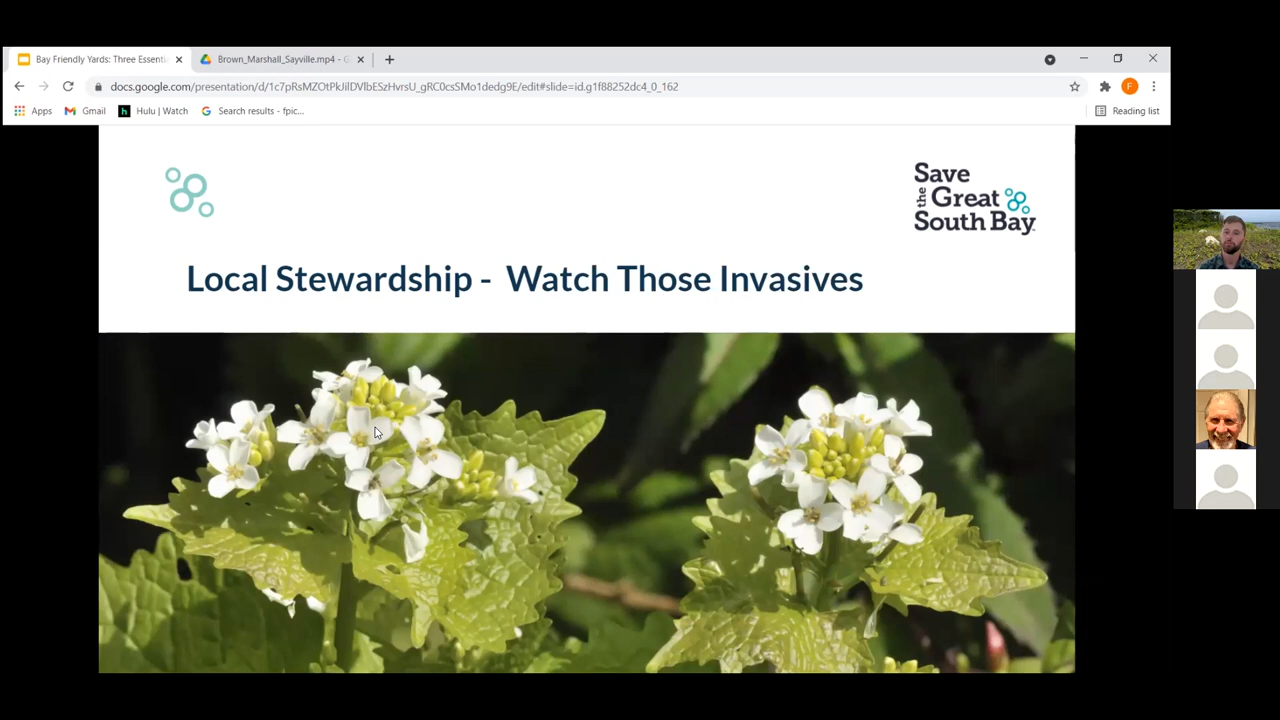 Bay Friendly Yards: Three Essenti
Brown_Marshall_Sayville.mp4 - G
docs.google.com/presentation/d/1c7pRsMZOtPkJilDVlbESzHvrsU_gRC0csSMo1dedg9E/edit#slide=id.g1f88252dc4_0_162
F
Apps
Gmail
h
Hulu | Watch
G
Search results - fpic...
Reading list
Save
the Great
South Bay
Local Stewardship - Watch Those Invasives